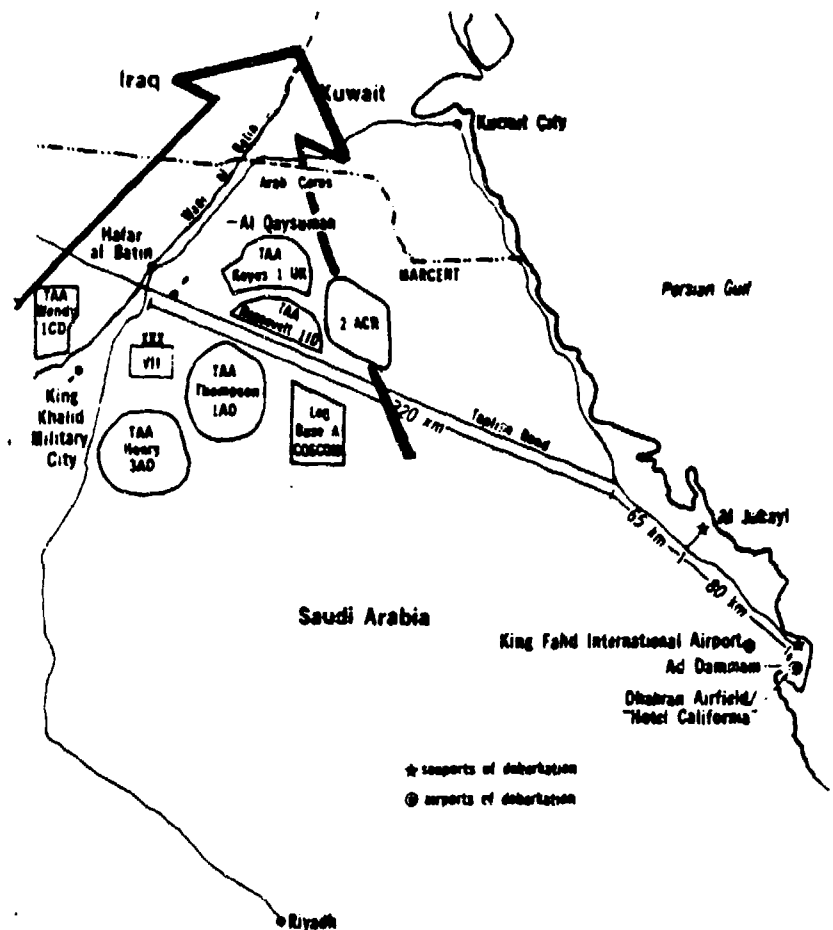 Iraq
Kuwait
Kuwait City
Wadi Al Batin
Arab Corps
Al Qaysumah
Hafar
al Batin
MARCENT
Persian Gulf
TAA
Keyes 1 UK
TAA
Wendy
1CD
TAA
Roosevelt 1ID
2 ACR
XXX
VII
TAA
Thompson
1AD
King
Khalid
Military
City
Log
Base A
COSCOM
220 km
Tapline Road
TAA
Henry
3AD
Al Jubayl
65 km
80 km
Saudi Arabia
King Fahd International Airport
Ad Dammam
Dhahran Airfield/
"Hotel California"
seaports of debarkation
airports of debarkation
Riyadh